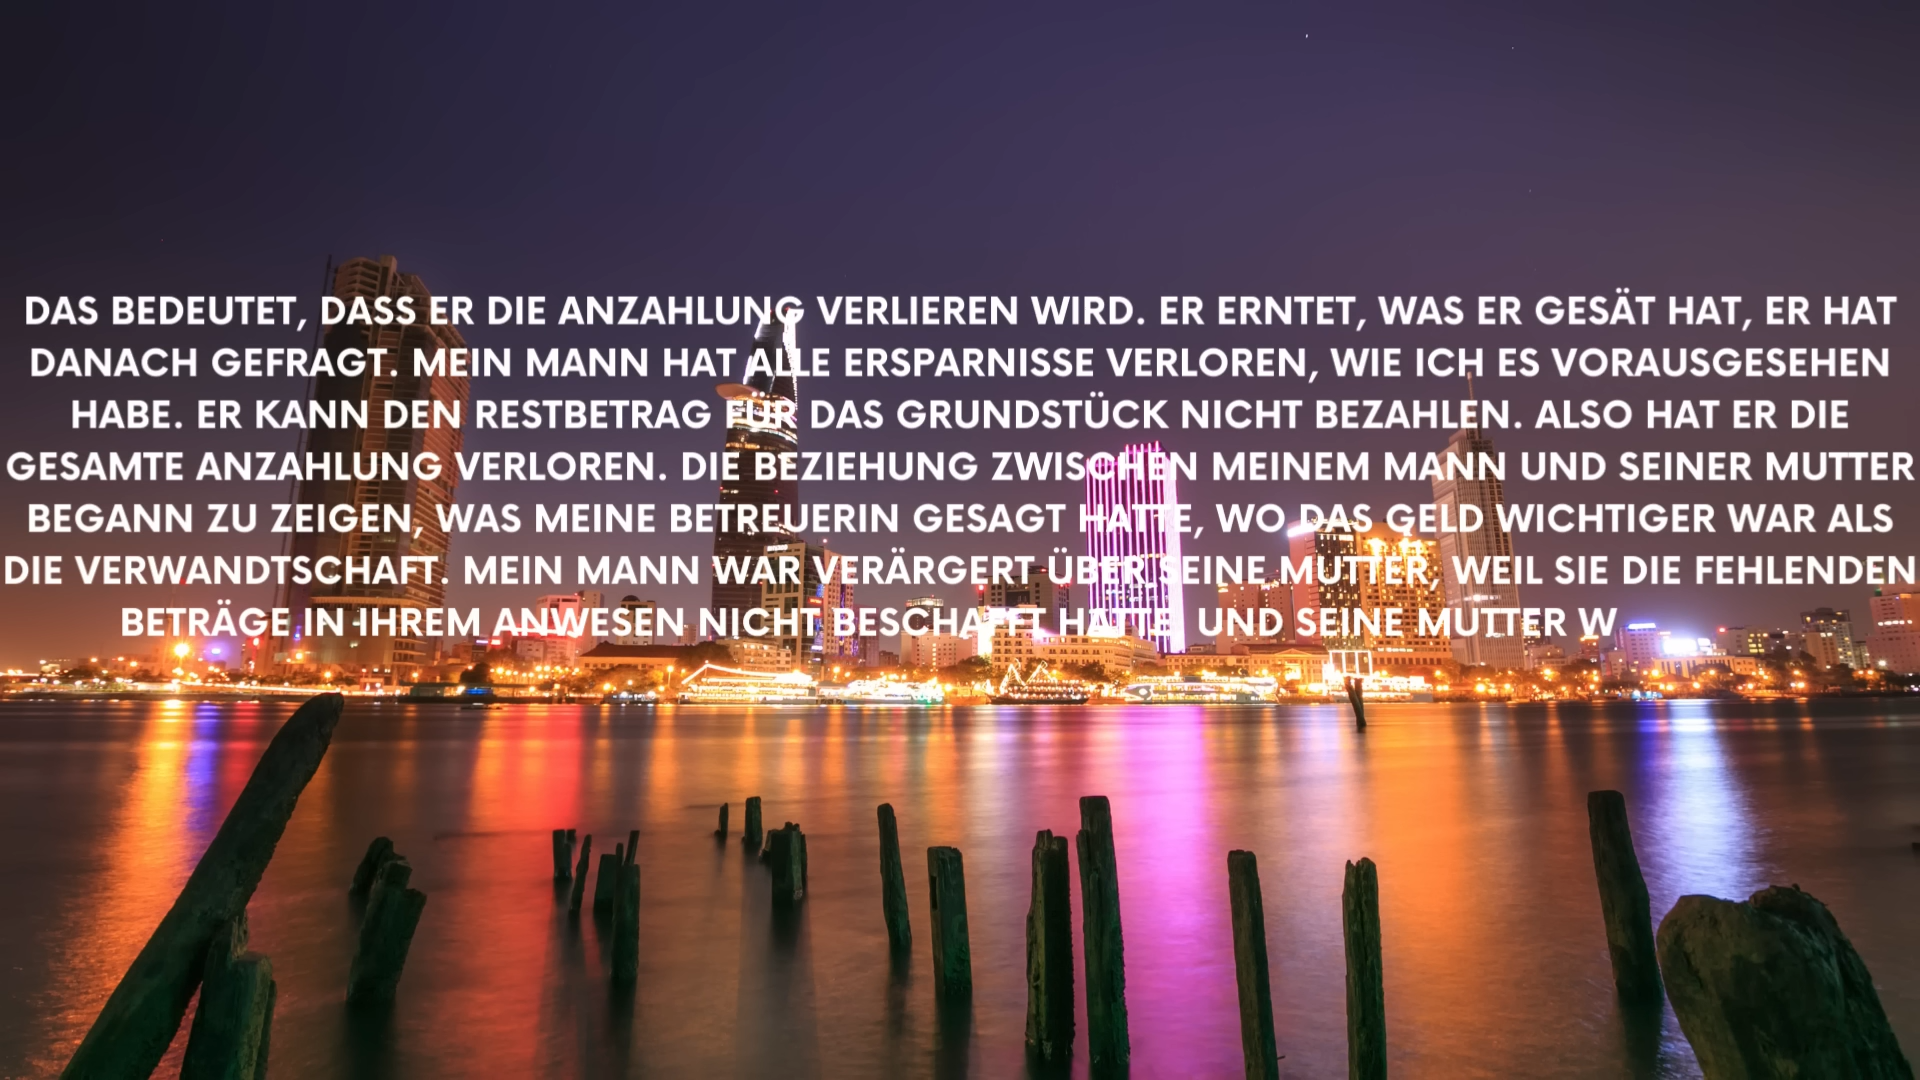 DAS BEDEUTET, DASS ER DIE ANZAHLUNG VERLIEREN WIRD. ER ERNTET, WAS ER GESÄT HAT, ER HAT
DANACH GEFRAGT. MEIN MANN HAT ALLE ERSPARNISSE VERLOREN, WIE ICH ES VORAUSGESEHEN
HABE. ER KANN DEN RESTBETRAG FÜR DAS GRUNDSTÜCK NICHT BEZAHLEN. ALSO HAT ER DIE
GESAMTE ANZAHLUNG VERLOREN. DIE BEZIEHUNG ZWISCHEN MEINEM MANN UND SEINER MUTTER
BEGANN ZU ZEIGEN, WAS MEINE BETREUERIN GESAGT HATTE, WO DAS GELD WICHTIGER WAR ALS
DIE VERWANDTSCHAFT. MEIN MANN WAR VERÄRGERT ÜBER SEINE MUTTER, WEIL SIE DIE FEHLENDEN
BETRÄGE IN IHREM ANWESEN NICHT BESCHAFFT HATTE, UND SEINE MUTTER W